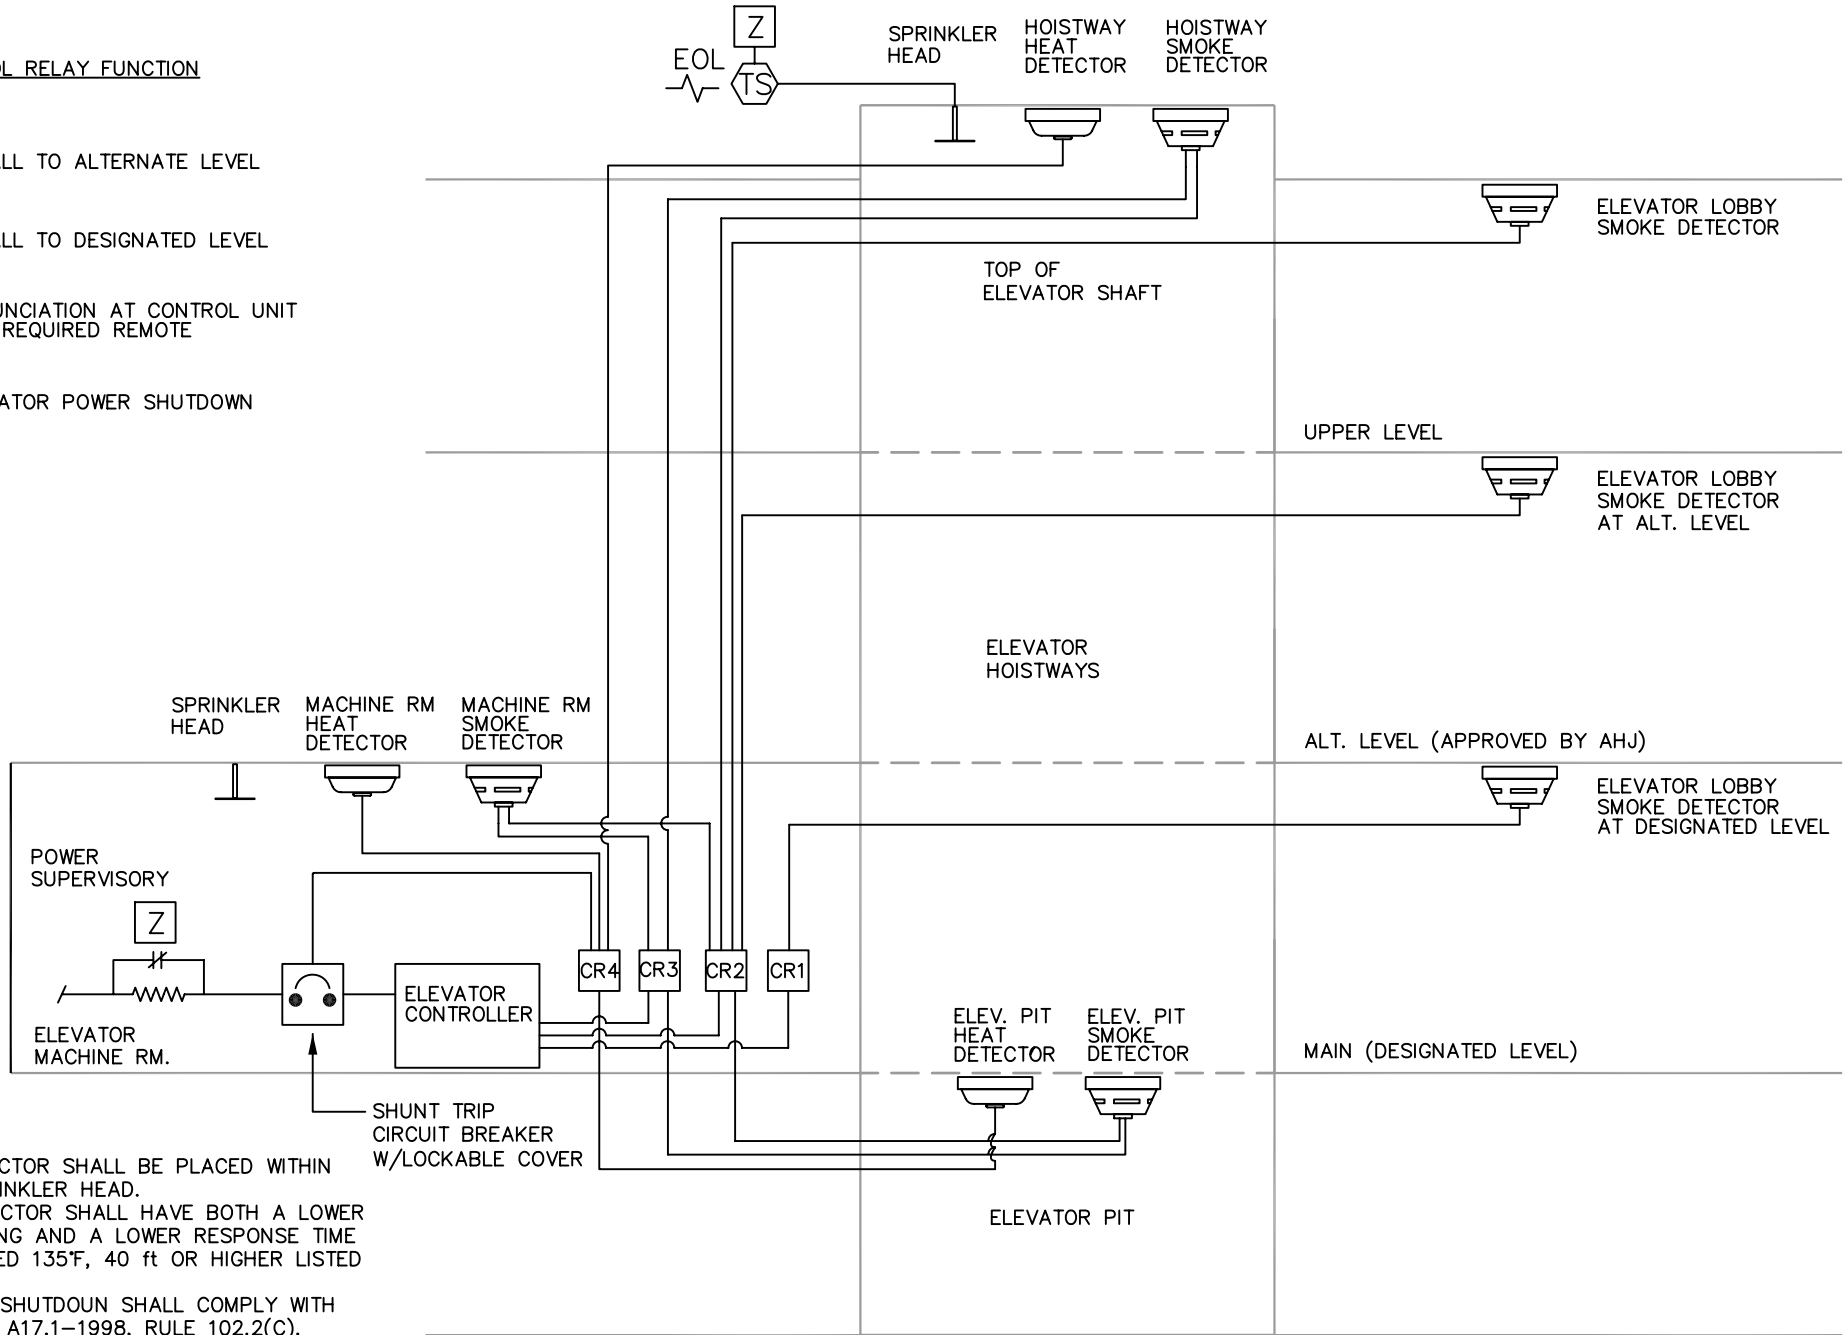 OL RELAY FUNCTION
ALL TO ALTERNATE LEVEL
ALL TO DESIGNATED LEVEL
UNCIATION AT CONTROL UNIT
REQUIRED REMOTE
ATOR POWER SHUTDOWN
Z
EOL
TS
SPRINKLER
HEAD
HOISTWAY
HEAT
DETECTOR
HOISTWAY
SMOKE
DETECTOR
ELEVATOR LOBBY
SMOKE DETECTOR
TOP OF
ELEVATOR SHAFT
UPPER LEVEL
ELEVATOR LOBBY
SMOKE DETECTOR
AT ALT. LEVEL
ELEVATOR
HOISTWAYS
ALT. LEVEL (APPROVED BY AHJ)
ELEVATOR LOBBY
SMOKE DETECTOR
AT DESIGNATED LEVEL
SPRINKLER
HEAD
MACHINE RM
HEAT
DETECTOR
MACHINE RM
SMOKE
DETECTOR
POWER
SUPERVISORY
Z
ELEVATOR
MACHINE RM.
ELEVATOR
CONTROLLER
CR4
CR3
CR2
CR1
ELEV. PIT
HEAT
DETECTOR
ELEV. PIT
SMOKE
DETECTOR
MAIN (DESIGNATED LEVEL)
SHUNT TRIP
CIRCUIT BREAKER
W/LOCKABLE COVER
ELEVATOR PIT
CTOR SHALL BE PLACED WITHIN
INKLER HEAD.
CTOR SHALL HAVE BOTH A LOWER
NG AND A LOWER RESPONSE TIME
ED 135°F, 40 ft OR HIGHER LISTED
SHUTDOUN SHALL COMPLY WITH
A17.1-1998, RULE 102.2(C).